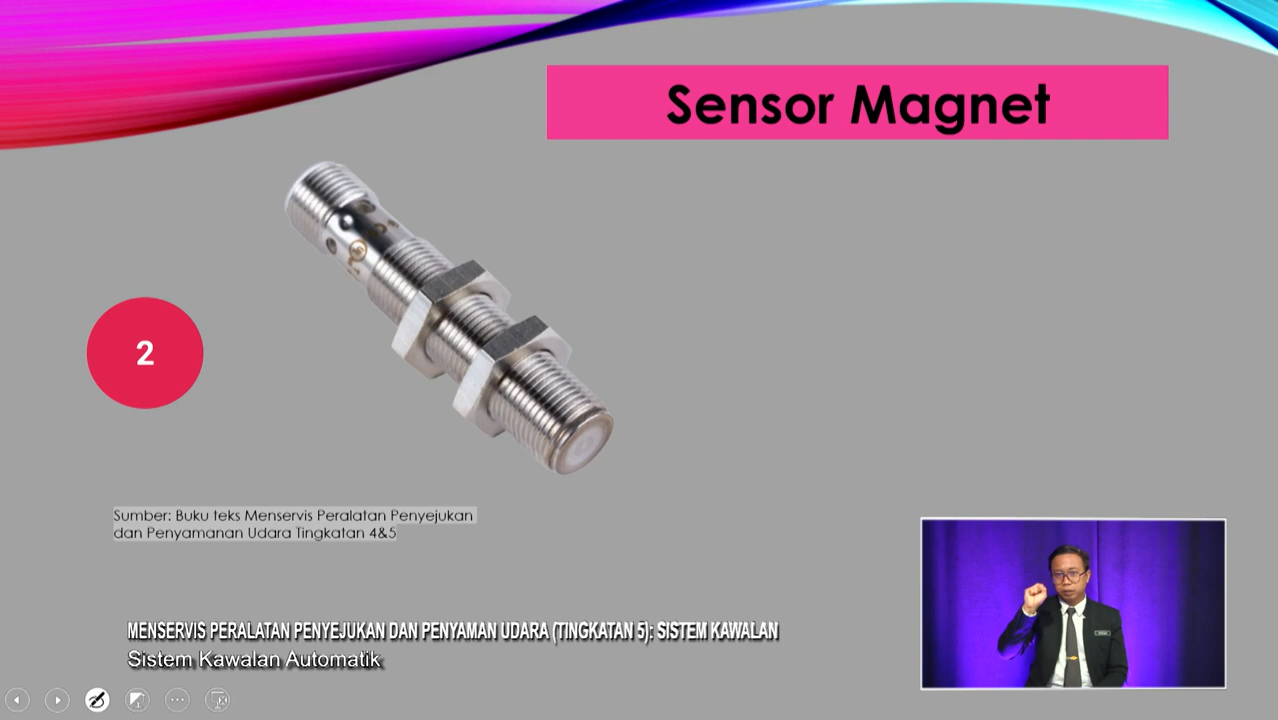 Sensor Magnet
2
Sumber: Buku teks Menservis Peralatan Penyejukan
dan Penyamanan Udara Tingkatan 4&5
MENSERVIS PERALATAN PENYEJUKAN DAN PENYAMAN UDARA (TINGKATAN 5): SISTEM KAWALAN
Sistem Kawalan Automatik